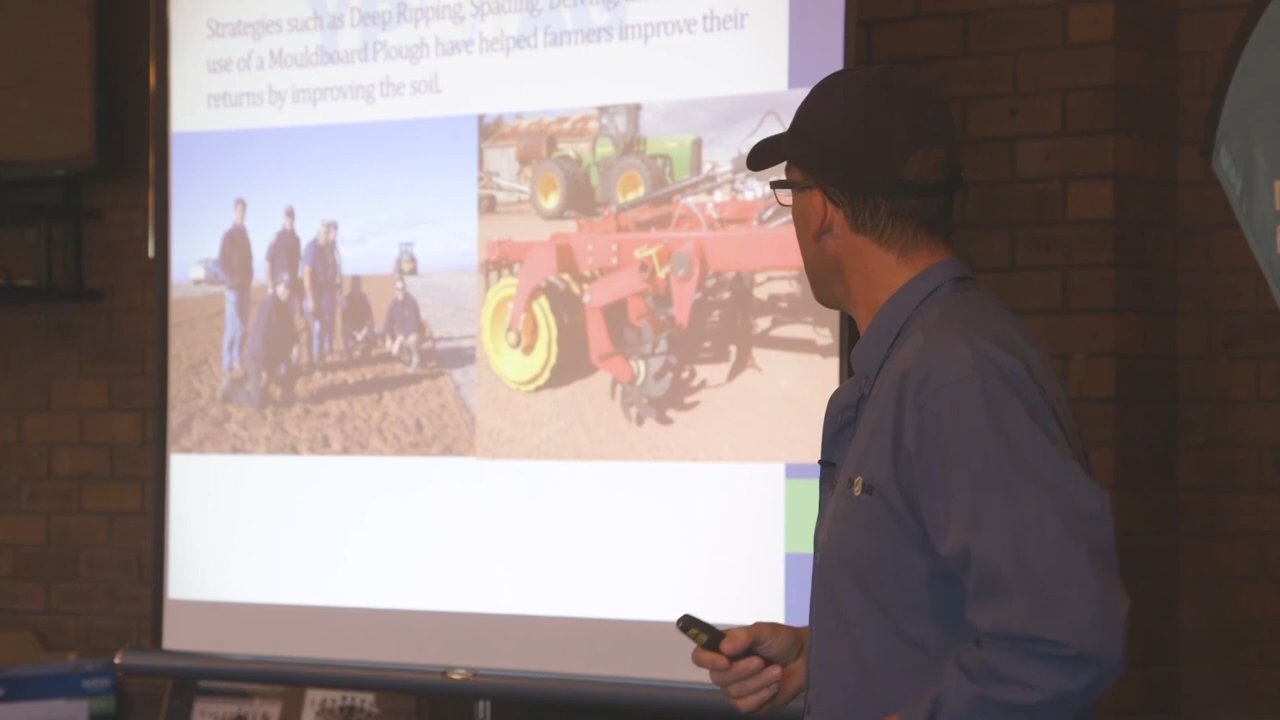 Strategies such as Deep Ripping, Spading, Delving,
use of a Mouldboard Plough have helped farmers improve their
returns by improving the soil.